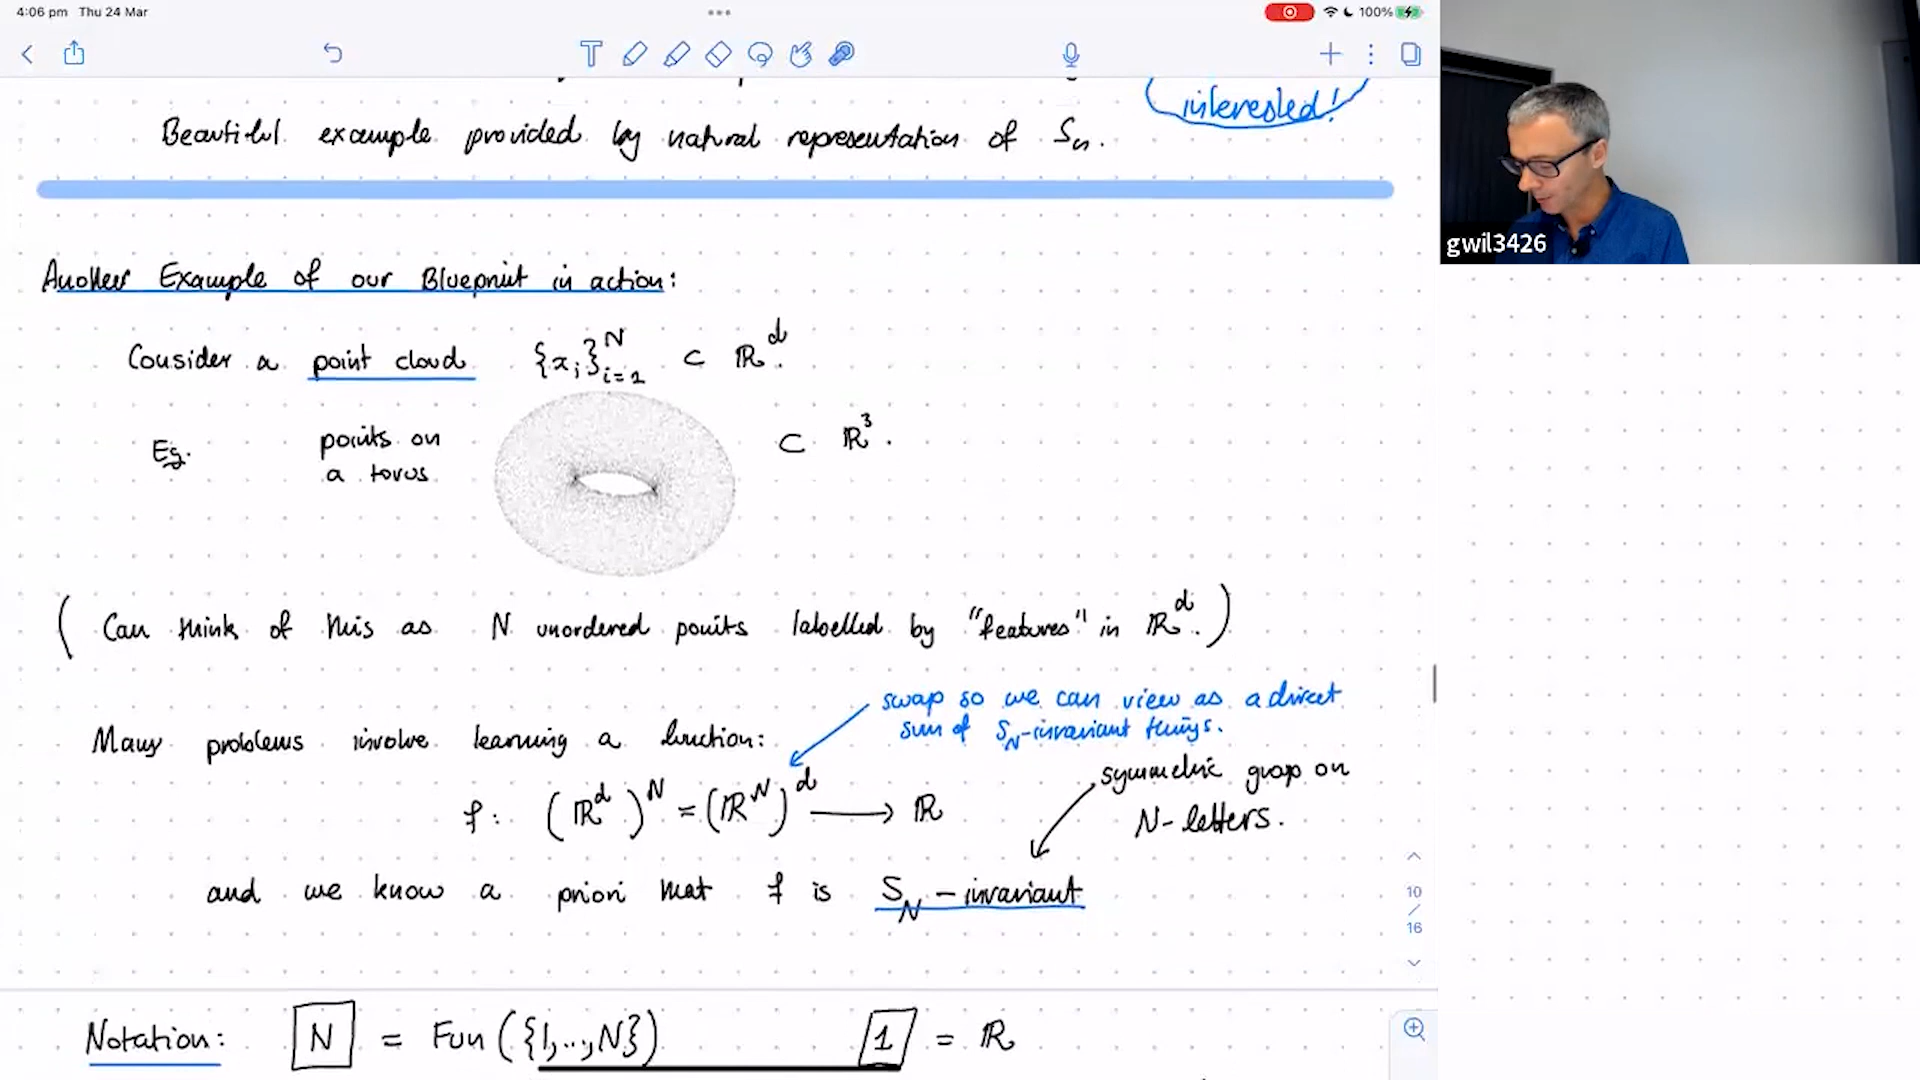 4:06 pm Thu 24 Mar
100%
interested!
Beautiful example provided by natural representation of Sₙ.
gwil3426
Another Example of our Blueprint in action:
Consider a point cloud {xᵢ}ᴺᵢ₌₁ ⊂ ℝᵈ.
Eg. points on a torus ⊂ ℝ³.
(Can think of this as N unordered points labelled by "features" in ℝᵈ.)
swap so we can view as a direct
sum of S_N-invariant things.
Many problems involve learning a function:
symmetric group on
N-letters.
f: (ℝᵈ)ᴺ = (ℝᴺ)ᵈ ⟶ ℝ
and we know a priori that f is S_N-invariant
10
/
16
Notation: N = Fun({1,..,N}) 1 = ℝ